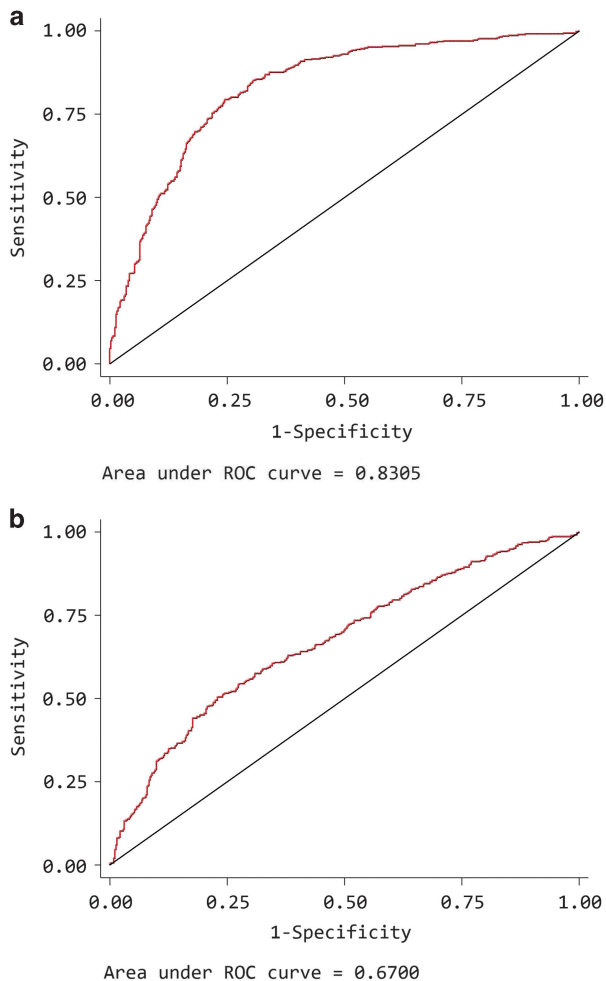 a
1.00
0.75
0.50
0.25
0.00
Sensitivity
0.00 0.25 0.50 0.75 1.00
1-Specificity
Area under ROC curve = 0.8305
b
1.00
0.75
0.50
0.25
0.00
Sensitivity
0.00 0.25 0.50 0.75 1.00
1-Specificity
Area under ROC curve = 0.6700